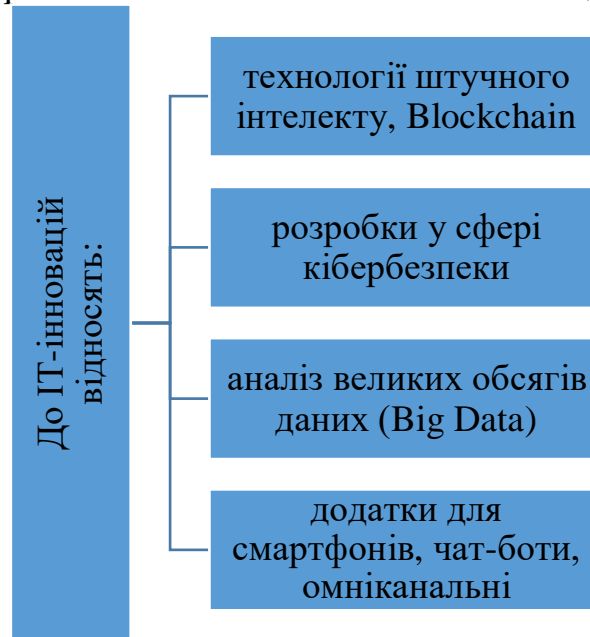 До ІТ-інновацій
відносять:
технології штучного
інтелекту, Blockchain
розробки у сфері
кібербезпеки
аналіз великих обсягів
даних (Big Data)
додатки для
смартфонів, чат-боти,
омніканальні